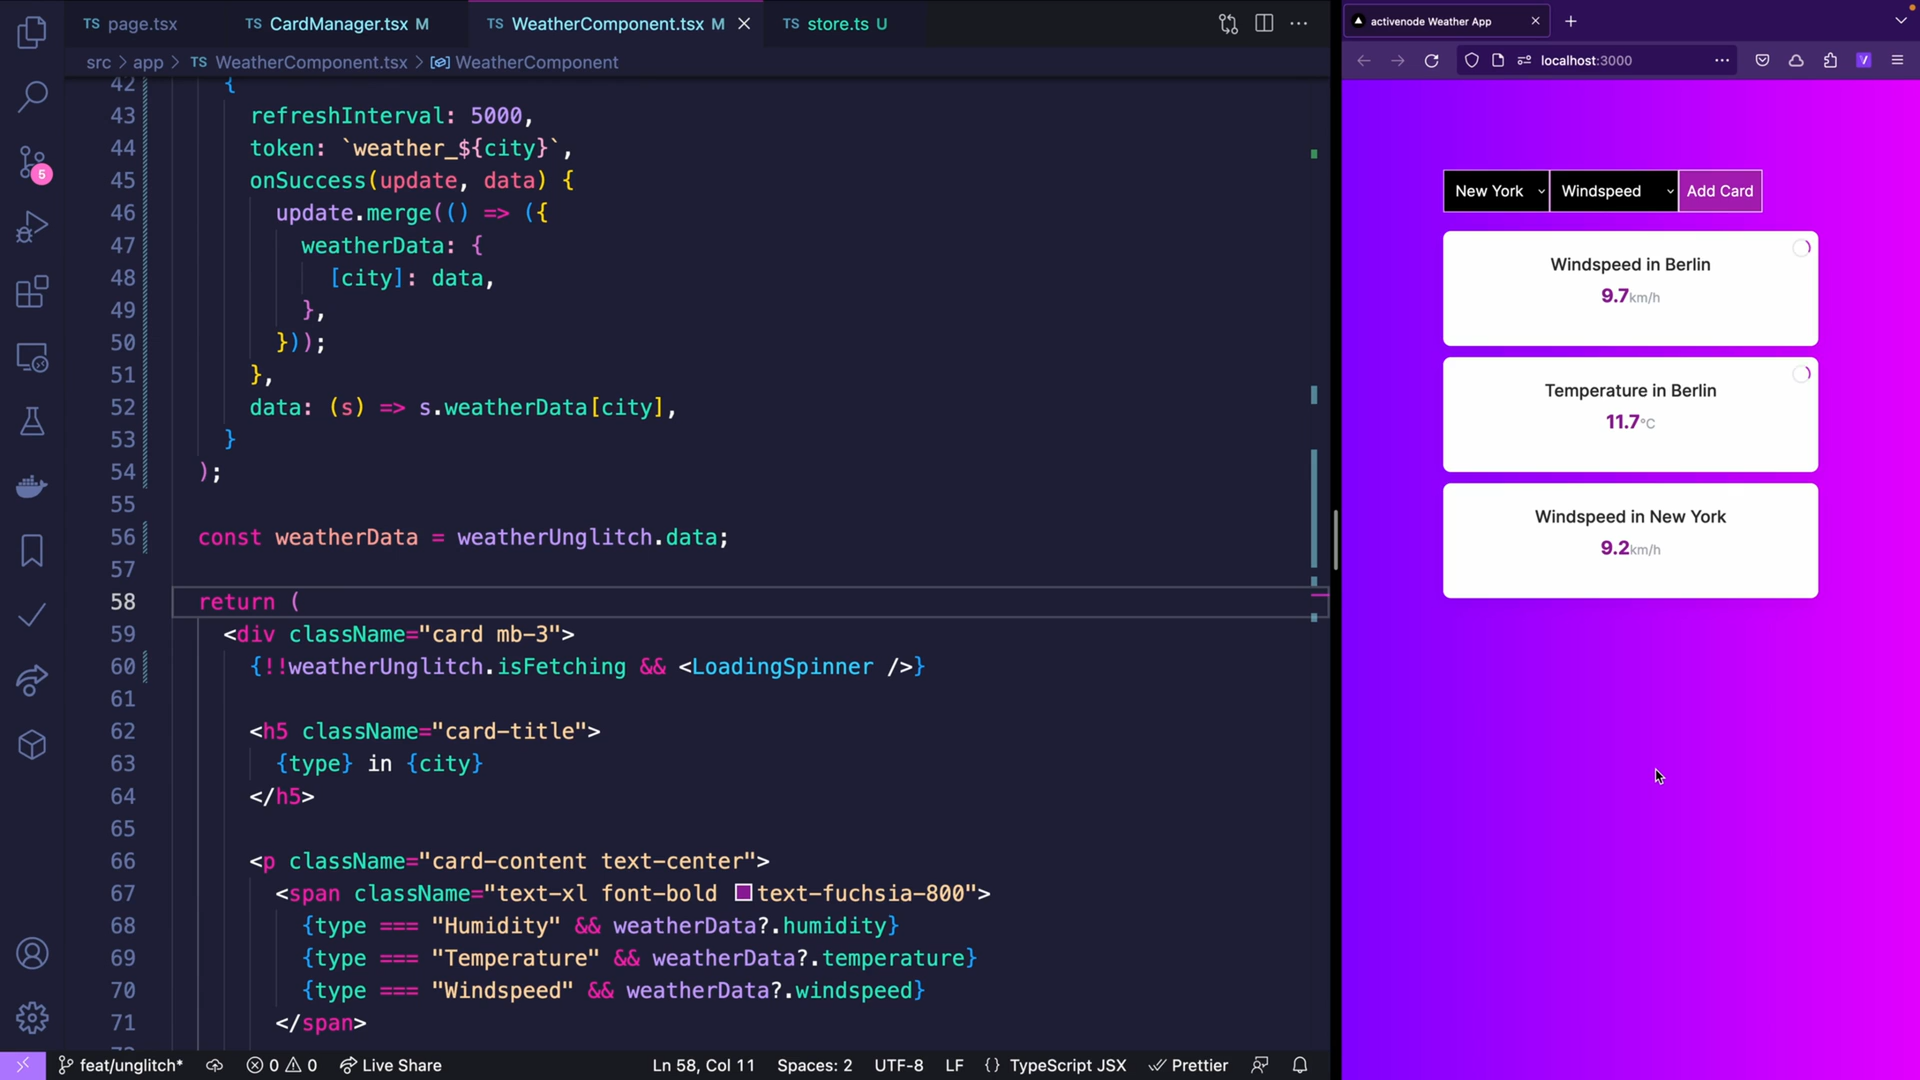 TS page.tsx
TS CardManager.tsx M
TS WeatherComponent.tsx M
TS store.ts U
src > app > TS WeatherComponent.tsx > WeatherComponent
42 {
43 refreshInterval: 5000,
44 token: `weather_${city}`,
45 onSuccess(update, data) {
46 update.merge(() => ({
47 weatherData: {
48 [city]: data,
49 },
50 }));
51 },
52 data: (s) => s.weatherData[city],
53 }
54 );
55
56 const weatherData = weatherUnglitch.data;
57
58 return (
59 <div className="card mb-3">
60 {!!weatherUnglitch.isFetching && <LoadingSpinner />}
61
62 <h5 className="card-title">
63 {type} in {city}
64 </h5>
65
66 <p className="card-content text-center">
67 <span className="text-xl font-bold text-fuchsia-800">
68 {type === "Humidity" && weatherData?.humidity}
69 {type === "Temperature" && weatherData?.temperature}
70 {type === "Windspeed" && weatherData?.windspeed}
71 </span>
5
feat/unglitch* 0 0 Live Share Ln 58, Col 11 Spaces: 2 UTF-8 LF {} TypeScript JSX Prettier
activenode Weather App
localhost:3000
V
New York Windspeed Add Card
Windspeed in Berlin
9.7km/h
Temperature in Berlin
11.7°C
Windspeed in New York
9.2km/h